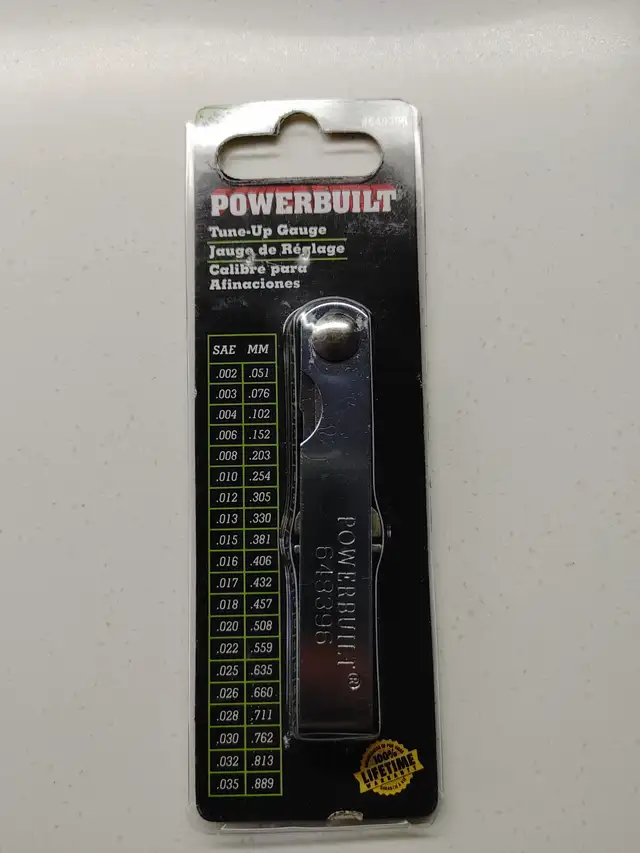 POWERBUILT
Tune-Up Gauge
Jauge de Réglage
Calibre para
Afinaciones
SAE MM
.002 .051
.003 .076
.004 .102
.006 .152
.008 .203
.010 .254
.012 .305
.013 .330
.015 .381
.016 .406
.017 .432
.018 .457
.020 .508
.022 .559
.025 .635
.026 .660
.028 .711
.030 .762
.032 .813
.035 .889
POWERBUILT®
648396
100%
LIFETIME
WARRANTY